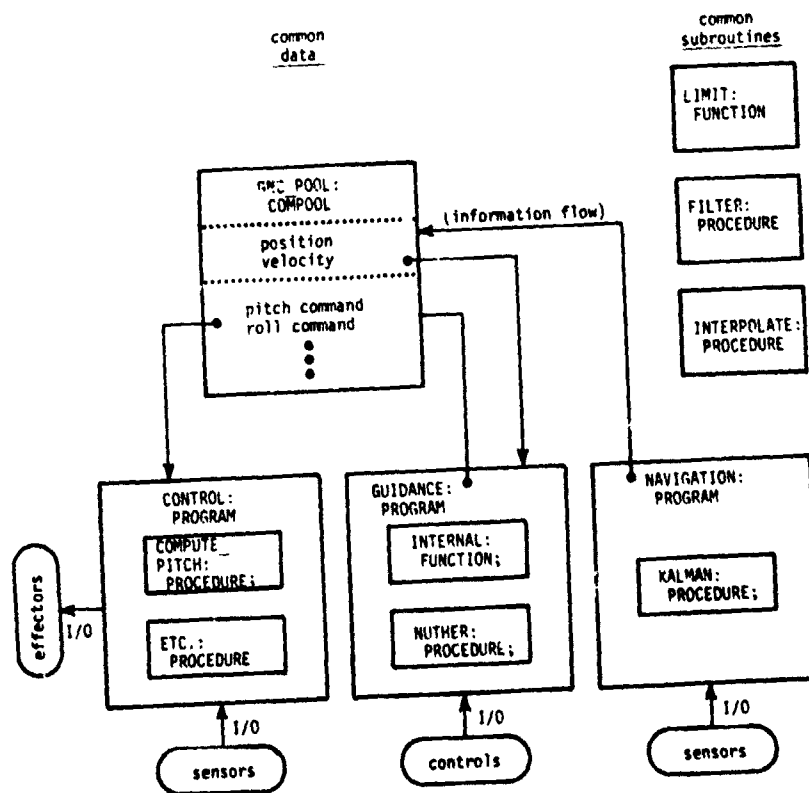 common
data
common
subroutines
LIMIT:
FUNCTION
FILTER:
PROCEDURE
INTERPOLATE:
PROCEDURE
GNC_POOL:
COMPOOL
position
velocity
pitch command
roll command
(information flow)
CONTROL:
PROGRAM
COMPUTE_
PITCH:
PROCEDURE;
ETC.:
PROCEDURE
GUIDANCE:
PROGRAM
INTERNAL:
FUNCTION;
NUTHER:
PROCEDURE;
NAVIGATION:
PROGRAM
KALMAN:
PROCEDURE;
effectors
I/O
I/O
I/O
I/O
sensors
controls
sensors